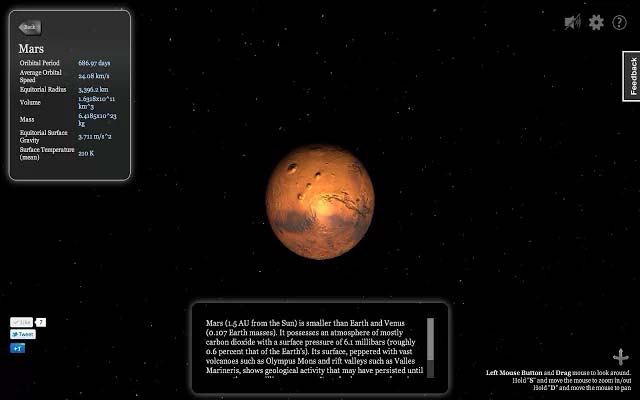 Back
Mars
Oribital Period 686.97 days
Average Orbital
Speed 24.08 km/s
Equitorial Radius 3,396.2 km
Volume 1.6318x10^11
km^3
Mass 6.4185x10^23
kg
Equitorial Surface
Gravity 3.711 m/s^2
Surface Temperature
(mean) 210 K
Feedback
Like 7
Tweet
+1
Mars (1.5 AU from the Sun) is smaller than Earth and Venus
(0.107 Earth masses). It possesses an atmosphere of mostly
carbon dioxide with a surface pressure of 6.1 millibars (roughly
0.6 percent that of the Earth's). Its surface, peppered with vast
volcanoes such as Olympus Mons and rift valleys such as Valles
Marineris, shows geological activity that may have persisted until
Left Mouse Button and Drag mouse to look around.
Hold "S" and move the mouse to zoom in/out
Hold "D" and move the mouse to pan